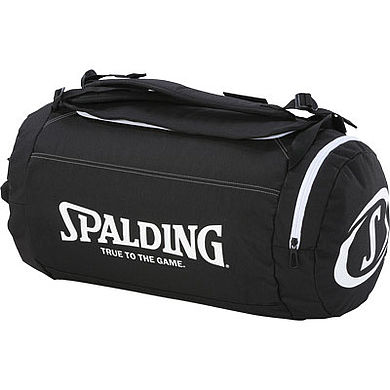 SPALDING®
TRUE TO THE GAME.
S